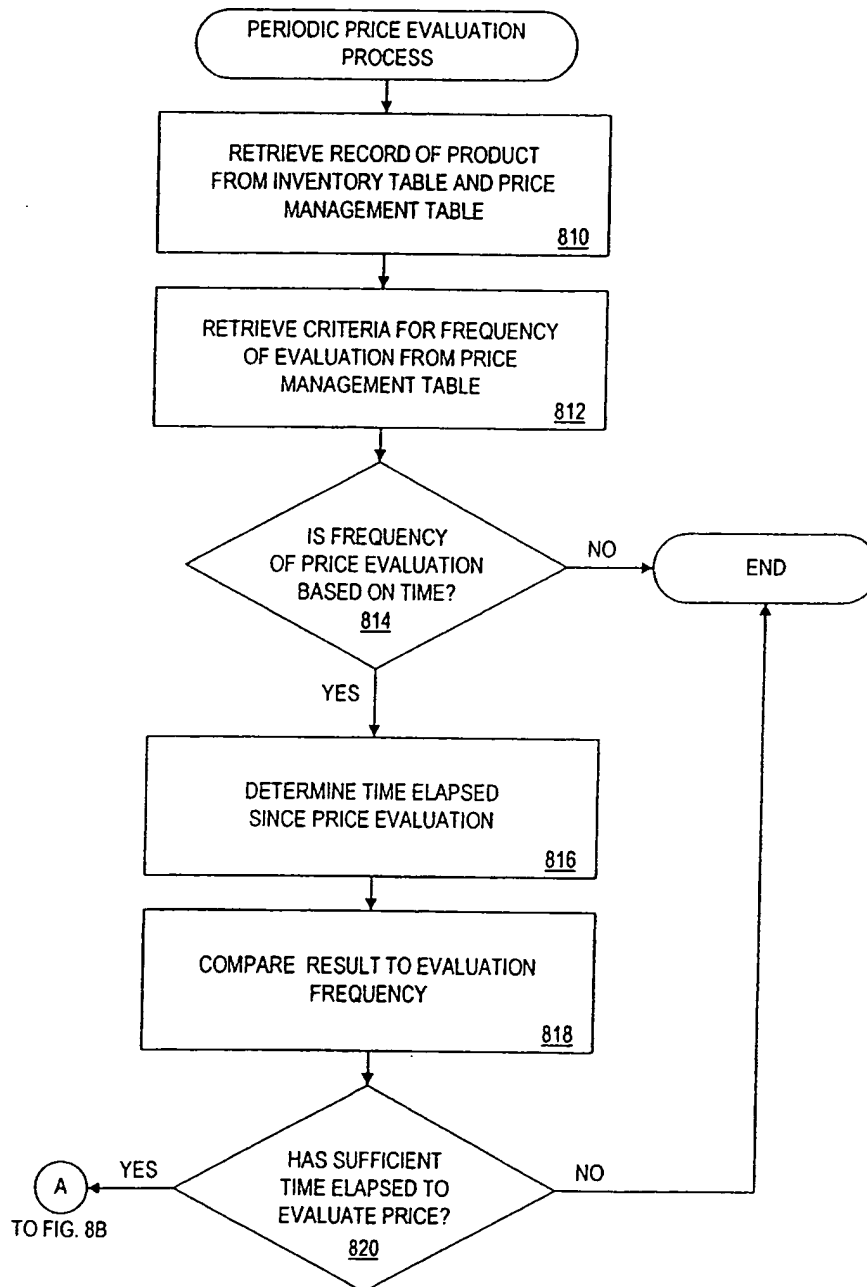 PERIODIC PRICE EVALUATION
PROCESS
RETRIEVE RECORD OF PRODUCT
FROM INVENTORY TABLE AND PRICE
MANAGEMENT TABLE
810
RETRIEVE CRITERIA FOR FREQUENCY
OF EVALUATION FROM PRICE
MANAGEMENT TABLE
812
IS FREQUENCY
OF PRICE EVALUATION
BASED ON TIME?
814
NO
END
YES
DETERMINE TIME ELAPSED
SINCE PRICE EVALUATION
816
COMPARE RESULT TO EVALUATION
FREQUENCY
818
HAS SUFFICIENT
TIME ELAPSED TO
EVALUATE PRICE?
820
NO
YES
A
TO FIG. 8B